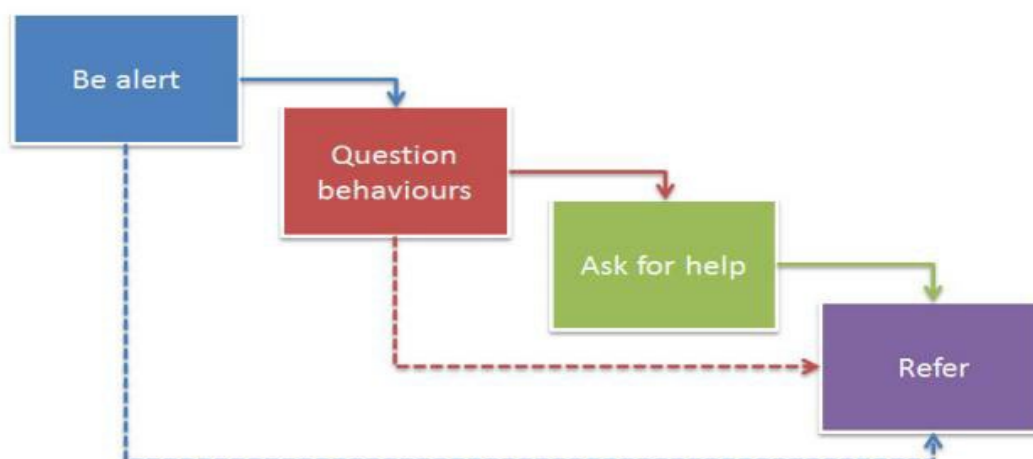 Be alert
Question
behaviours
Ask for help
Refer